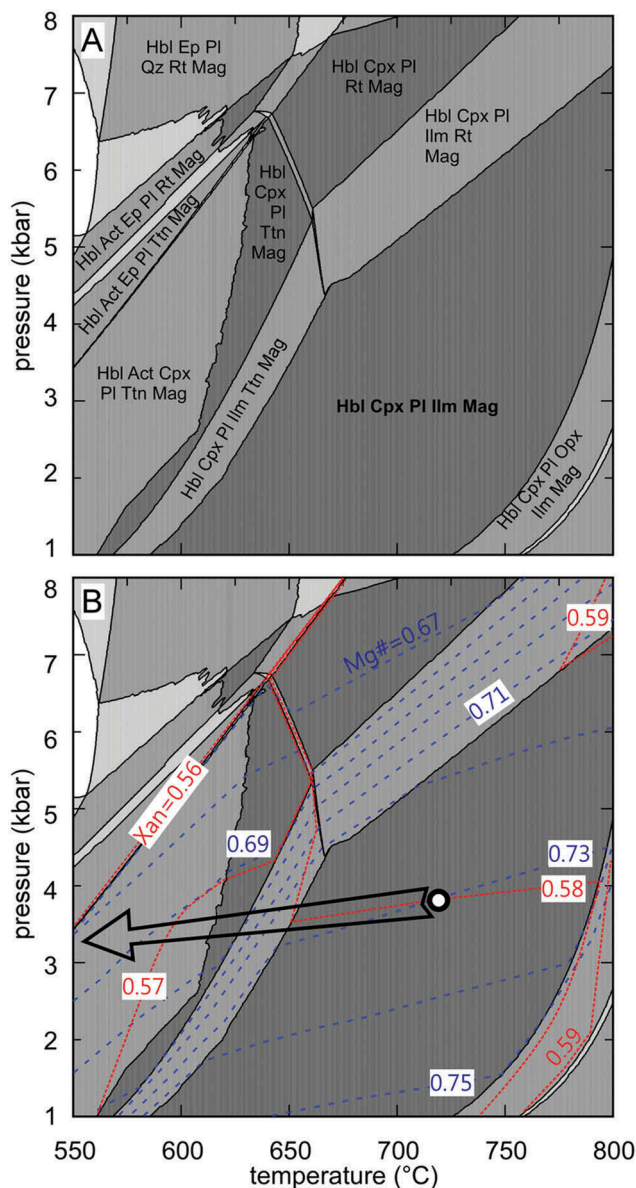 A
8
7
6
5
4
3
2
1
pressure (kbar)
Hbl Ep Pl
Qz Rt Mag
Hbl Cpx Pl
Rt Mag
Hbl Cpx Pl
Ilm Rt
Mag
Hbl Act Ep Pl Rt Mag
Hbl Act Ep Pl Ttn Mag
Hbl
Cpx
Pl
Ttn
Mag
Hbl Act Cpx
Pl Ttn Mag
Hbl Cpx Pl Ilm Ttn Mag
Hbl Cpx Pl Ilm Mag
Hbl Cpx Pl Opx
Ilm Mag
B
8
7
6
5
4
3
2
1
pressure (kbar)
Mg#=0.67
0.59
0.71
Xan=0.56
0.69
0.73
0.58
0.57
0.59
0.75
550
600
650
700
750
800
temperature (°C)